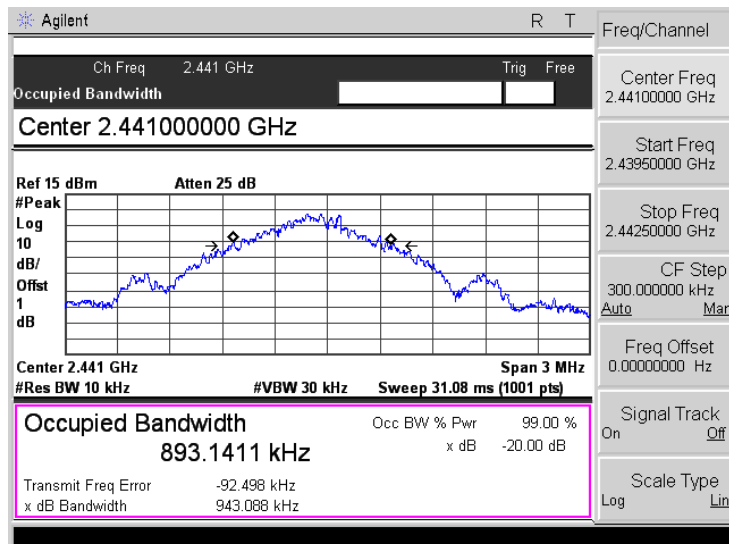 Agilent R T
Ch Freq 2.441 GHz Trig Free
Occupied Bandwidth
Center 2.441000000 GHz
Ref 15 dBm Atten 25 dB
#Peak
Log
10
dB/
Offst
1
dB
Center 2.441 GHz Span 3 MHz
#Res BW 10 kHz #VBW 30 kHz Sweep 31.08 ms (1001 pts)
Occupied Bandwidth
893.1411 kHz
Occ BW % Pwr 99.00 %
x dB -20.00 dB
Transmit Freq Error -92.498 kHz
x dB Bandwidth 943.088 kHz
Freq/Channel
Center Freq
2.44100000 GHz
Start Freq
2.43950000 GHz
Stop Freq
2.44250000 GHz
CF Step
300.000000 kHz
Auto Man
Freq Offset
0.00000000 Hz
Signal Track
On Off
Scale Type
Log Lin